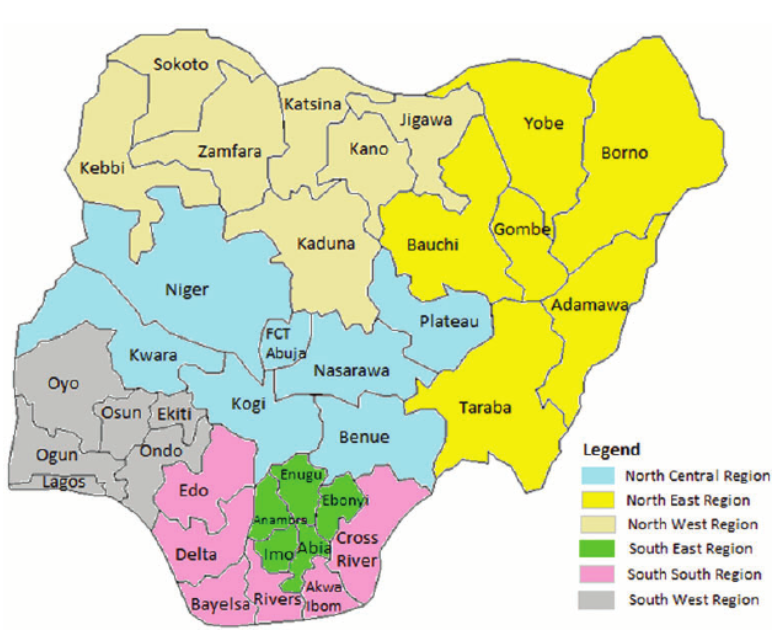 Sokoto
Katsina
Jigawa
Yobe
Borno
Kebbi
Zamfara
Kano
Kaduna
Bauchi
Gombe
Niger
Adamawa
Plateau
FCT
Abuja
Kwara
Nasarawa
Oyo
Osun
Ekiti
Kogi
Taraba
Benue
Ogun
Ondo
Lagos
Edo
Enugu
Ebonyi
Anambra
Imo
Abia
Cross
River
Delta
Bayelsa
Rivers
Akwa
Ibom
Legend
North Central Region
North East Region
North West Region
South East Region
South South Region
South West Region